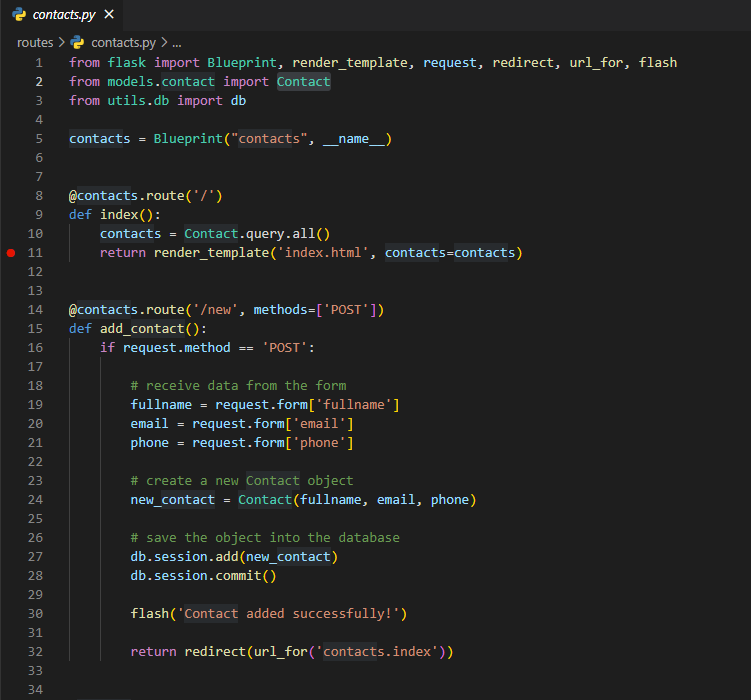 contacts.py ×
routes > contacts.py > ...
1 from flask import Blueprint, render_template, request, redirect, url_for, flash
2 from models.contact import Contact
3 from utils.db import db
4
5 contacts = Blueprint("contacts", __name__)
6
7
8 @contacts.route('/')
9 def index():
10     contacts = Contact.query.all()
11     return render_template('index.html', contacts=contacts)
12
13
14 @contacts.route('/new', methods=['POST'])
15 def add_contact():
16     if request.method == 'POST':
17
18         # receive data from the form
19         fullname = request.form['fullname']
20         email = request.form['email']
21         phone = request.form['phone']
22
23         # create a new Contact object
24         new_contact = Contact(fullname, email, phone)
25
26         # save the object into the database
27         db.session.add(new_contact)
28         db.session.commit()
29
30         flash('Contact added successfully!')
31
32         return redirect(url_for('contacts.index'))
33
34